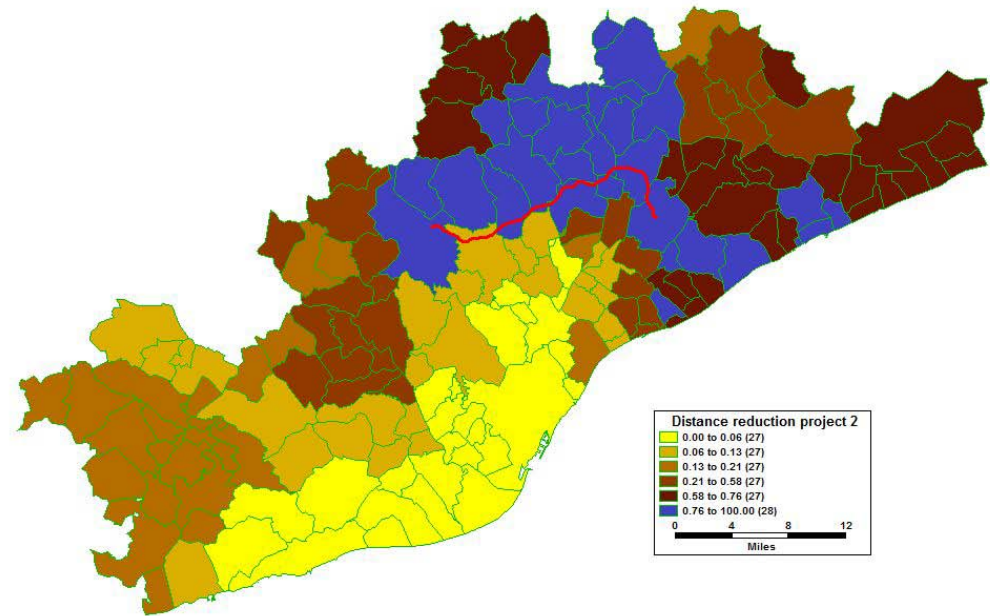 Distance reduction project 2
0.00 to 0.06 (27)
0.06 to 0.13 (27)
0.13 to 0.21 (27)
0.21 to 0.58 (27)
0.58 to 0.76 (27)
0.76 to 100.00 (28)
0 4 8 12
Miles